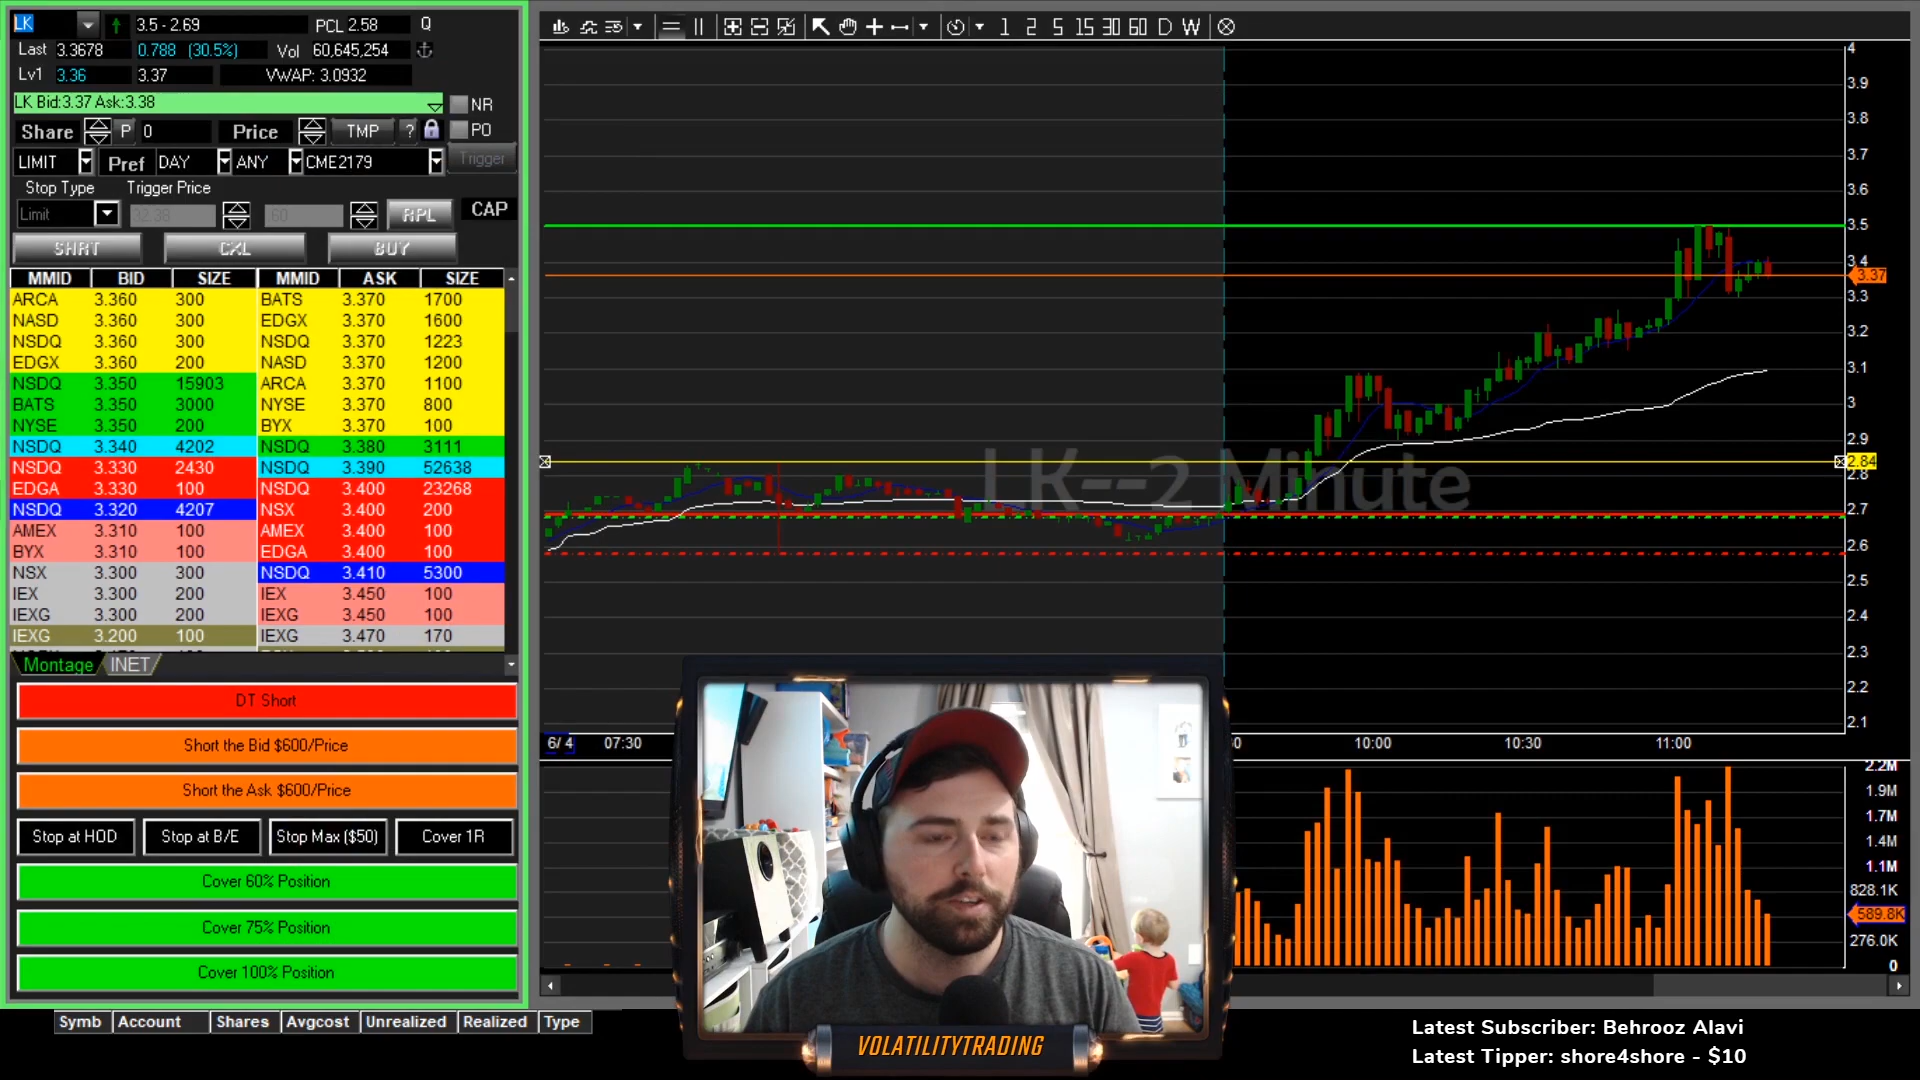 LK 3.5 - 2.69 PCL 2.58 Q
Last 3.3678 0.788 (30.5%) Vol 60,645,254
Lv1 3.36 3.37 VWAP: 3.0932
LK Bid:3.37 Ask:3.38 NR
Share P 0 Price TMP ? PO
LIMIT Pref DAY ANY CME2179 Trigger
Stop Type Trigger Price
Limit RPL CAP
SHRT CXL BUY
MMID BID SIZE MMID ASK SIZE
ARCA 3.360 300 BATS 3.370 1700
NASD 3.360 300 EDGX 3.370 1600
NSDQ 3.360 300 NSDQ 3.370 1223
EDGX 3.360 200 NASD 3.370 1200
NSDQ 3.350 15903 ARCA 3.370 1100
BATS 3.350 3000 NYSE 3.370 800
NYSE 3.350 200 BYX 3.370 100
NSDQ 3.340 4202 NSDQ 3.380 3111
NSDQ 3.330 2430 NSDQ 3.390 52638
EDGA 3.330 100 NSDQ 3.400 23268
NSDQ 3.320 4207 NSX 3.400 200
AMEX 3.310 100 AMEX 3.400 100
BYX 3.310 100 EDGA 3.400 100
NSX 3.300 300 NSDQ 3.410 5300
IEX 3.300 200 IEX 3.450 100
IEXG 3.300 200 IEXG 3.450 100
IEXG 3.200 100 IEXG 3.470 170
Montage INET
DT Short
Short the Bid $600/Price
Short the Ask $600/Price
Stop at HOD Stop at B/E Stop Max ($50) Cover 1R
Cover 60% Position
Cover 75% Position
Cover 100% Position
Symb Account Shares Avgcost Unrealized Realized Type
1 2 5 15 30 60 D W
LK--2 Minute
4
3.9
3.8
3.7
3.6
3.5
3.4
3.37
3.3
3.2
3.1
3
2.9
2.84
2.8
2.7
2.6
2.5
2.4
2.3
2.2
2.1
6/ 4 07:30 10:00 10:30 11:00
2.2M
1.9M
1.7M
1.4M
1.1M
828.1K
589.8K
276.0K
0
VOLATILITYTRADING
Latest Subscriber: Behrooz Alavi
Latest Tipper: shore4shore - $10